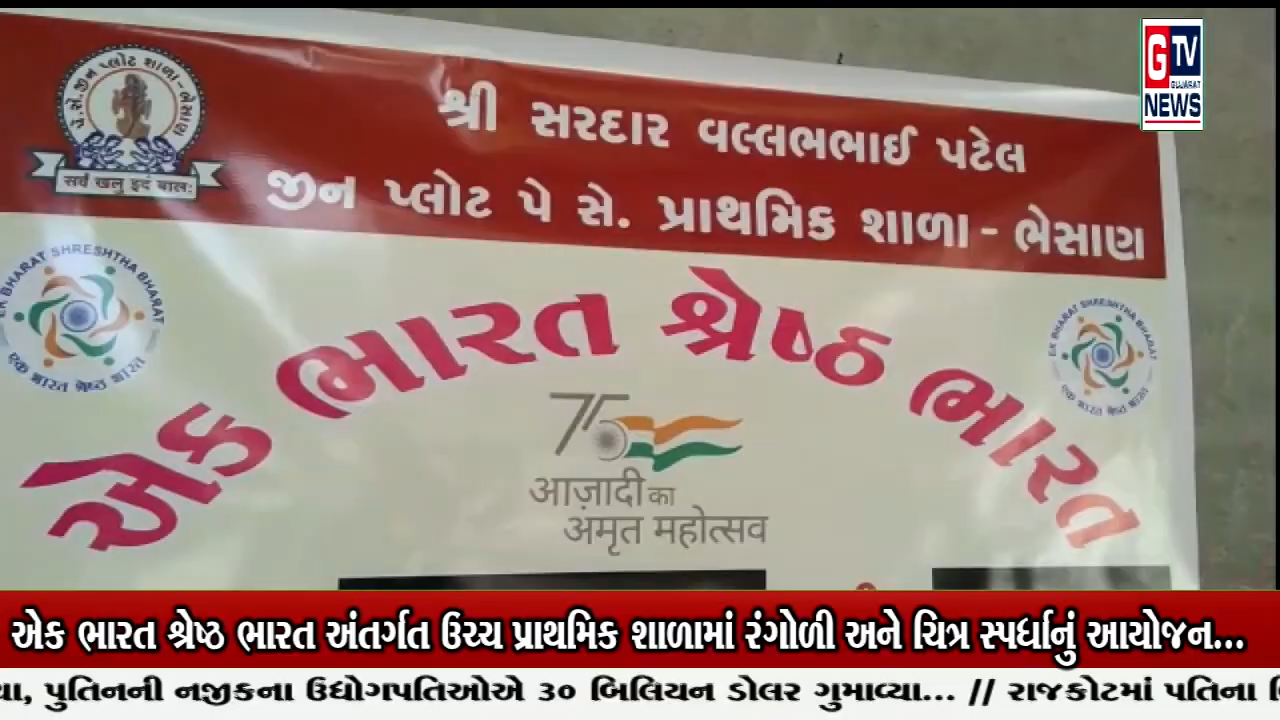 GTV
GUJARAT
NEWS
પે.સે.જીન પ્લોટ શાળા - ભેસાણ
सर्वं खलु इदं बालः
શ્રી સરદાર વલ્લભભાઈ પટેલ
જીન પ્લોટ પે સે. પ્રાથમિક શાળા - ભેસાણ
EK BHARAT SHRESHTHA BHARAT
एक भारत श्रेष्ठ भारत
EK BHARAT SHRESHTHA BHARAT
एक भारत श्रेष्ठ भारत
એક ભારત શ્રેષ્ઠ ભારત
75
आज़ादी का
अमृत महोत्सव
એક ભારત શ્રેષ્ઠ ભારત અંતર્ગત ઉચ્ચ પ્રાથમિક શાળામાં રંગોળી અને ચિત્ર સ્પર્ધાનું આયોજન...
પુતિનની નજીકના ઉદ્યોગપતિઓએ ૩૦ બિલિયન ડોલર ગુમાવ્યા... // રાજકોટમાં પતિના